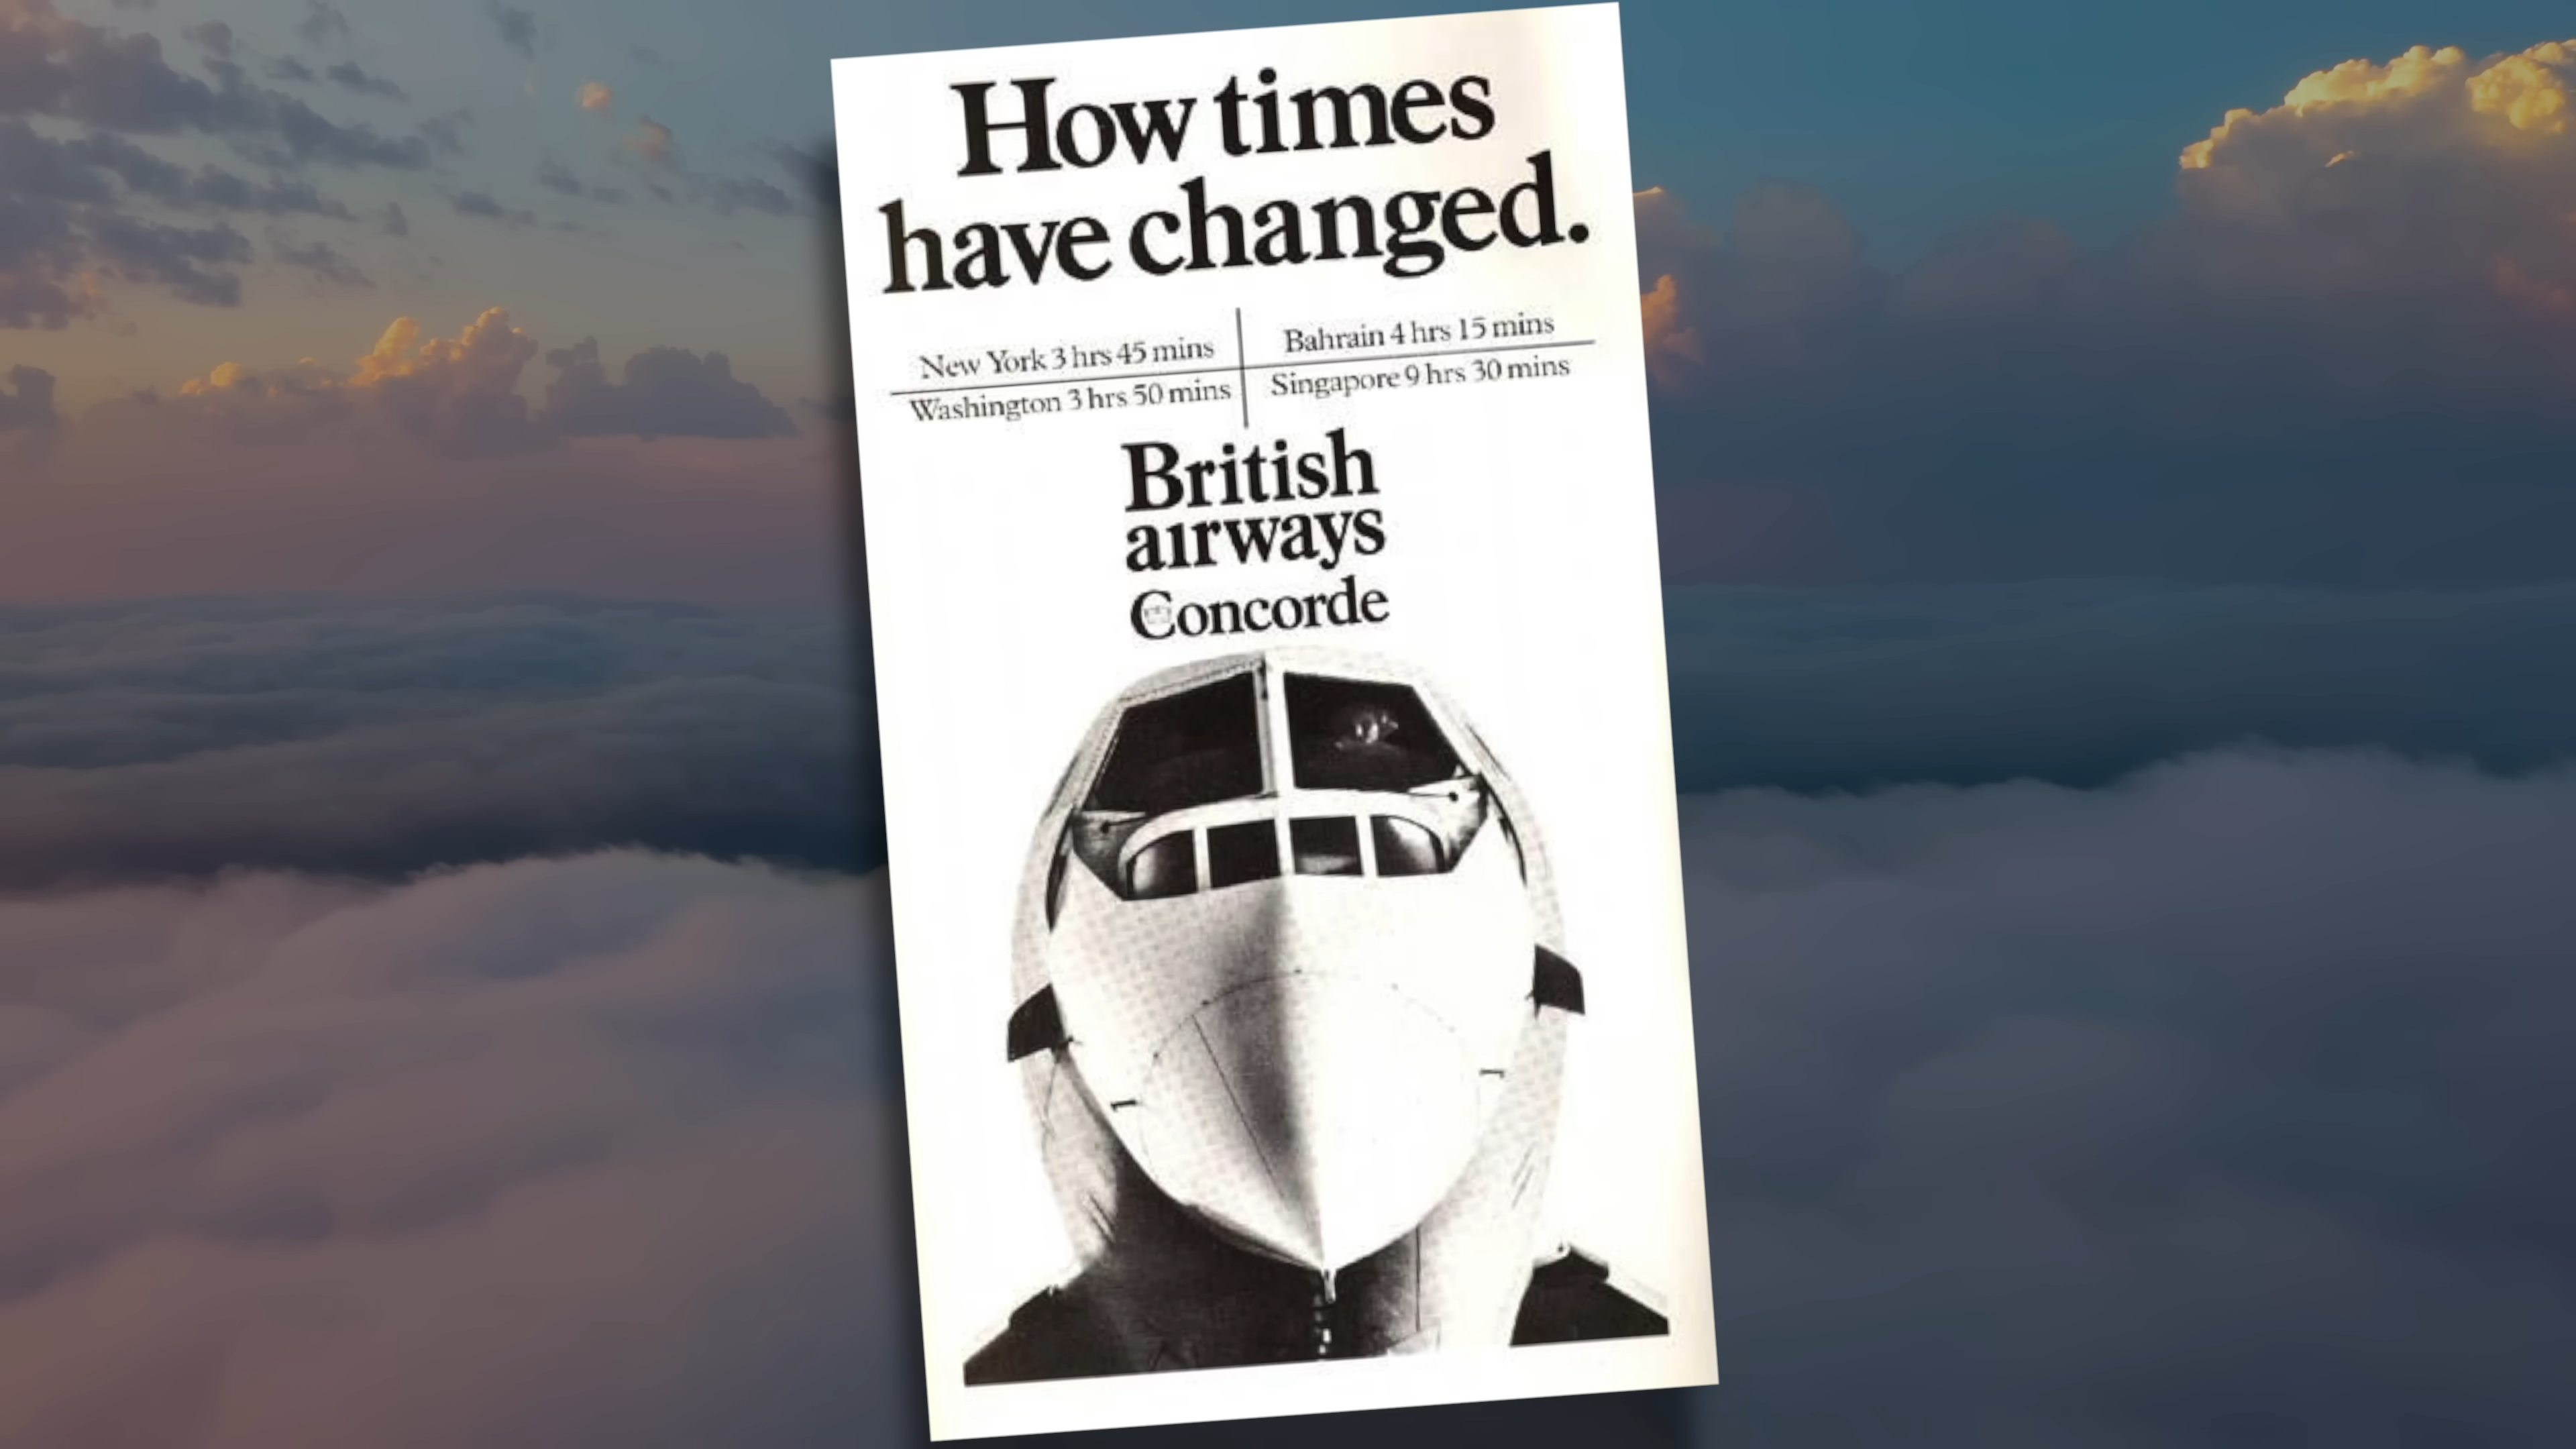 How times
have changed.
New York 3 hrs 45 mins
Bahrain 4 hrs 15 mins
Washington 3 hrs 50 mins
Singapore 9 hrs 30 mins
British
airways
Concorde